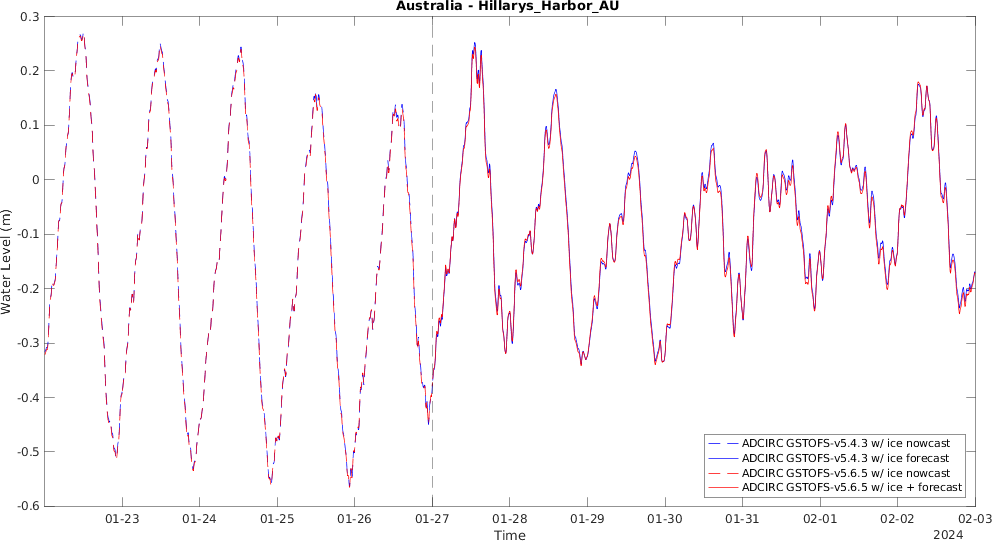 Australia - Hillarys_Harbor_AU
0.3
0.2
0.1
0
-0.1
-0.2
-0.3
-0.4
-0.5
-0.6
Water Level (m)
01-23 01-24 01-25 01-26 01-27 01-28 01-29 01-30 01-31 02-01 02-02 02-03
Time
2024
ADCIRC GSTOFS-v5.4.3 w/ ice nowcast
ADCIRC GSTOFS-v5.4.3 w/ ice forecast
ADCIRC GSTOFS-v5.6.5 w/ ice nowcast
ADCIRC GSTOFS-v5.6.5 w/ ice + forecast